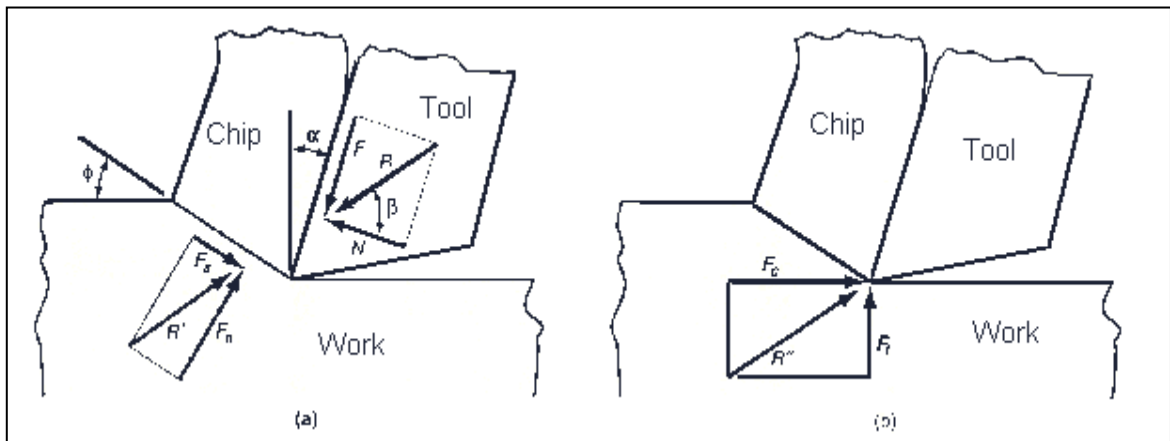 Chip
Tool
α
F
R
ϕ
β
N
Fs
R'
Fn
Work
(a)
Chip
Tool
Fc
R"
Ft
Work
(b)